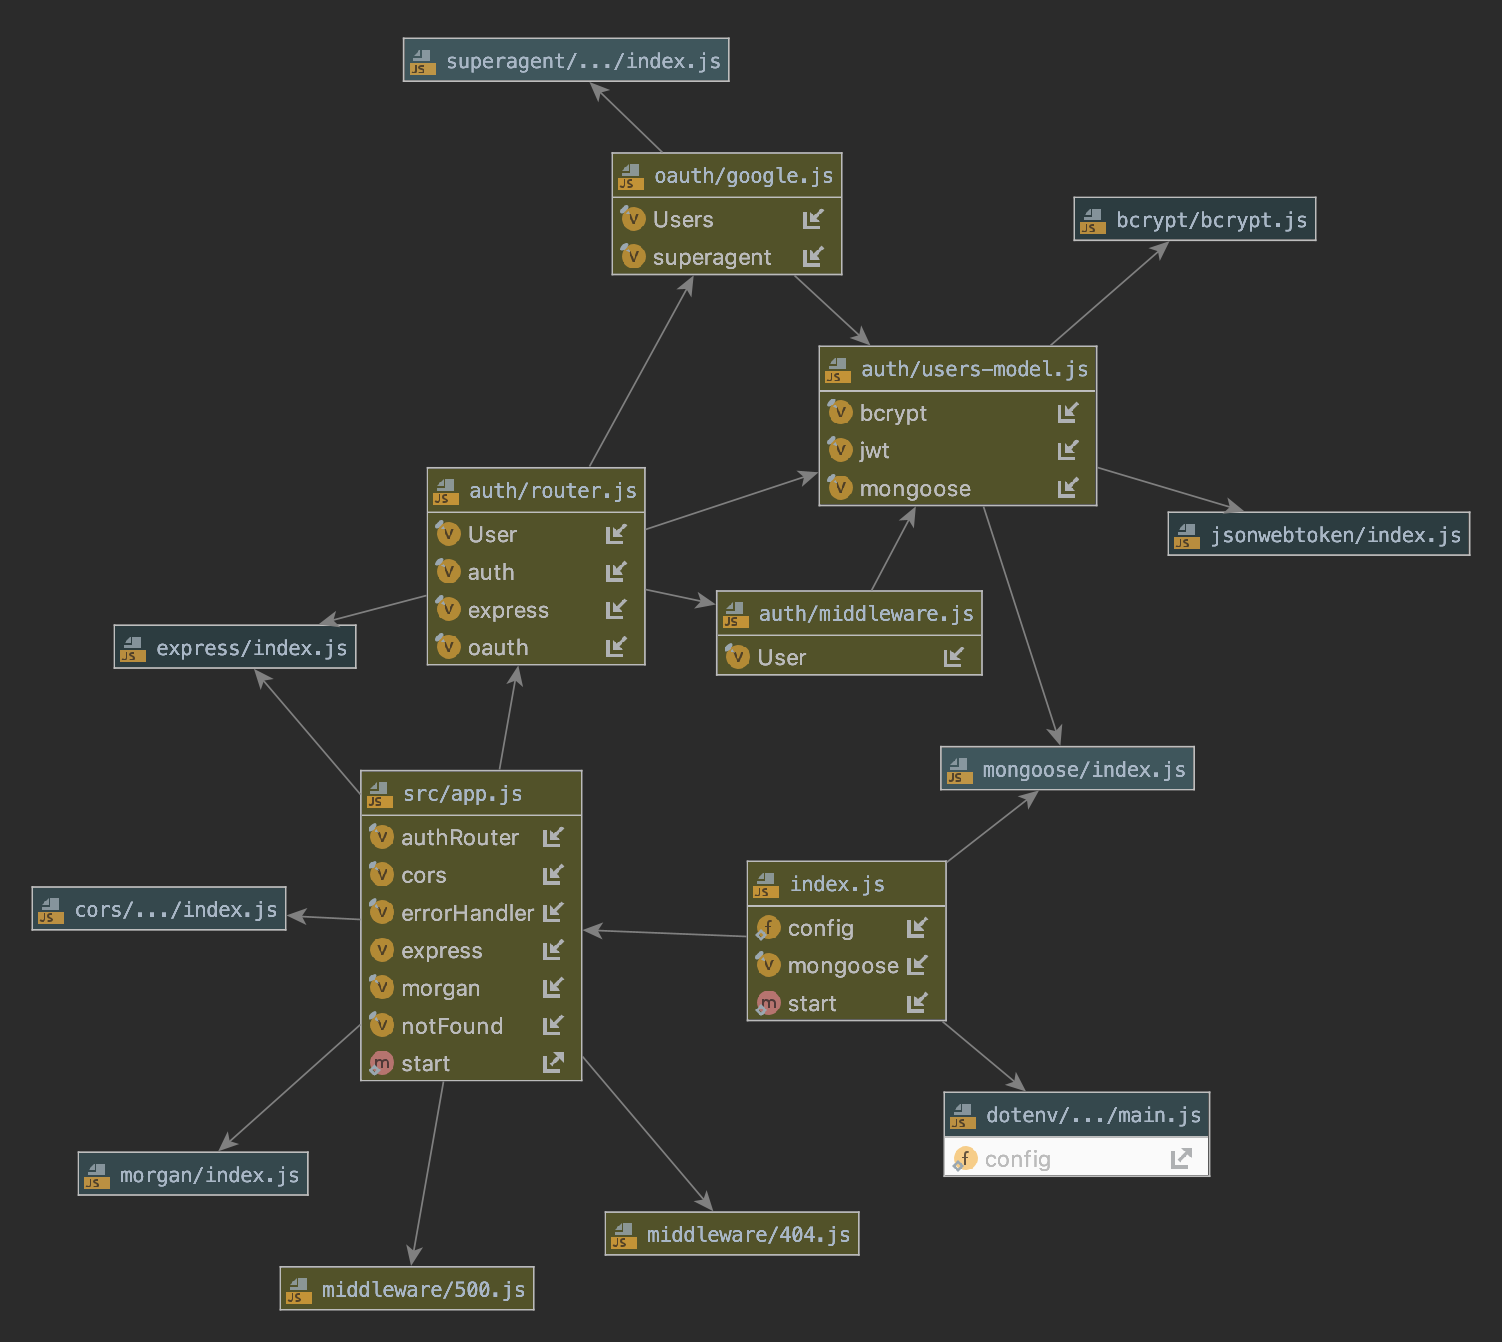 superagent/.../index.js
oauth/google.js
Users
superagent
bcrypt/bcrypt.js
auth/users-model.js
bcrypt
jwt
mongoose
auth/router.js
User
auth
express
oauth
jsonwebtoken/index.js
auth/middleware.js
User
express/index.js
mongoose/index.js
src/app.js
authRouter
cors
errorHandler
express
morgan
notFound
start
index.js
config
mongoose
start
cors/.../index.js
dotenv/.../main.js
config
morgan/index.js
middleware/404.js
middleware/500.js